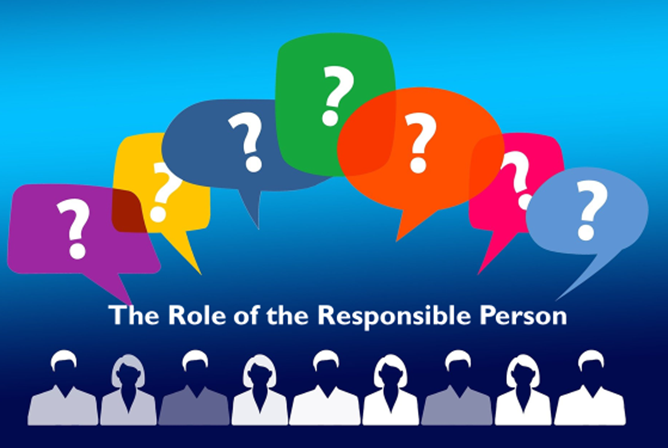 ? ? ? ? ? ? ?
The Role of the Responsible Person